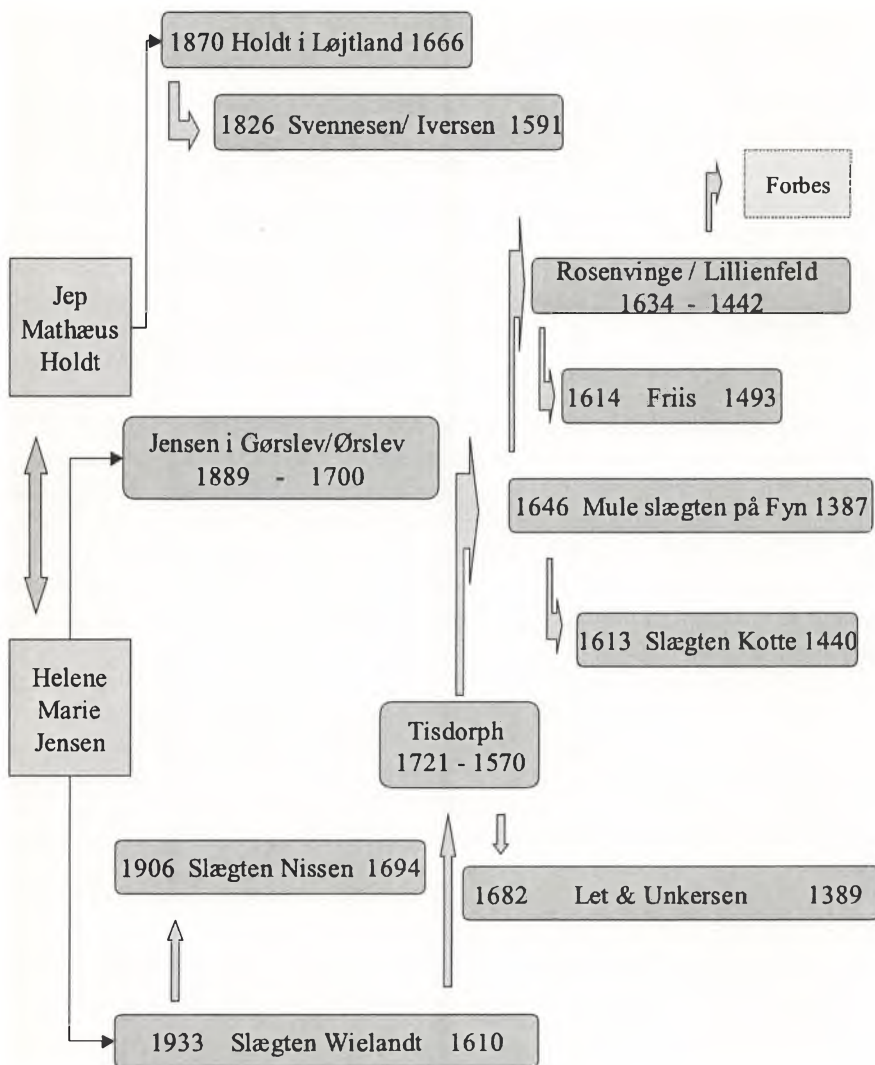 1870 Holdt i Løjtland 1666
1826 Svennesen/ Iversen 1591
Forbes
Rosenvinge / Lillienfeld
1634 - 1442
Jep
Mathæus
Holdt
1614 Friis 1493
Jensen i Gørslev/Ørslev
1889 - 1700
1646 Mule slægten på Fyn 1387
1613 Slægten Kotte 1440
Helene
Marie
Jensen
Tisdorph
1721 - 1570
1906 Slægten Nissen 1694
1682 Let & Unkersen 1389
1933 Slægten Wielandt 1610